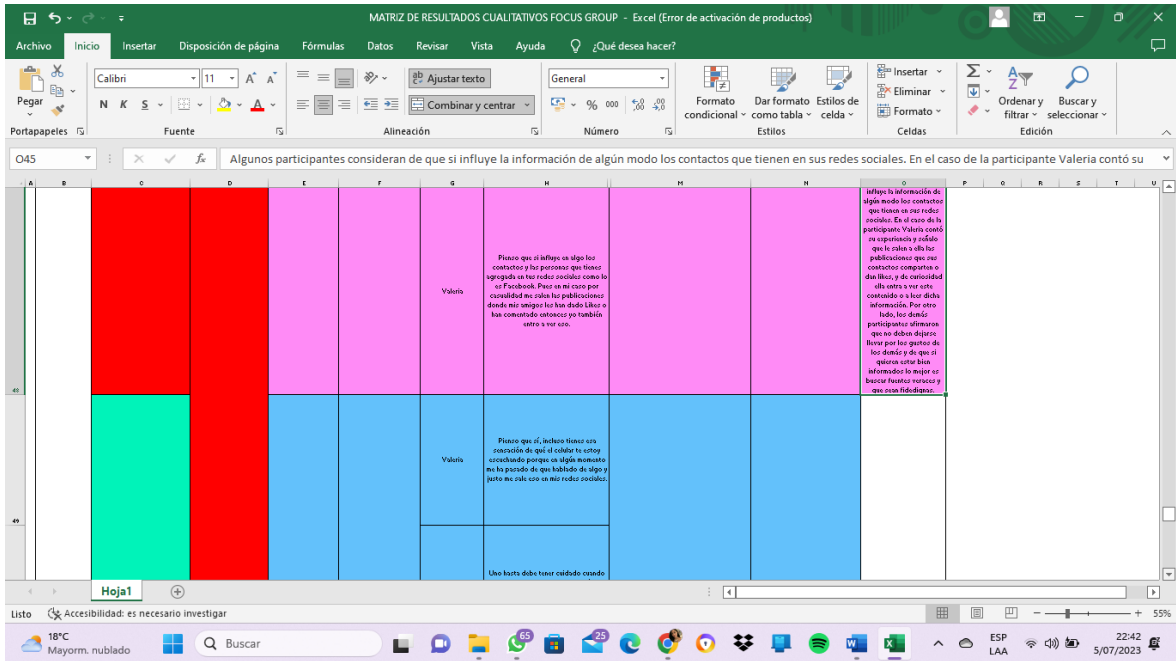 MATRIZ DE RESULTADOS CUALITATIVOS FOCUS GROUP - Excel (Error de activación de productos)
Archivo Inicio Insertar Disposición de página Fórmulas Datos Revisar Vista Ayuda ¿Qué desea hacer?
Pegar
Calibri 11
N K S
Ajustar texto
Combinar y centrar
General
% 000
Formato condicional
Dar formato como tabla
Estilos de celda
Insertar
Eliminar
Formato
Ordenar y filtrar
Buscar y seleccionar
Portapapeles Fuente Alineación Número Estilos Celdas Edición
O45
fx Algunos participantes consideran de que si influye la información de algún modo los contactos que tienen en sus redes sociales. En el caso de la participante Valeria contó su
A B C D E F G H M N O P Q R S T U
Valeria
Pienso que si influye en algo los
contactos y las personas que tienes
agregada en tus redes sociales como lo
es Facebook. Pues en mi caso por
casualidad me salen las publicaciones
donde mis amigos les han dado Likes o
han comentado entonces yo también
entro a ver eso.
influye la información de
algún modo los contactos
que tienen en sus redes
sociales. En el caso de la
participante Valeria contó
su experiencia y señalo
que le salen a ella las
publicaciones que sus
contactos comparten o
dan likes, y de curiosidad
ella entra a ver este
contenido o a leer dicha
información. Por otro
lado, los demás
participantes afirmaron
que no deben dejarse
llevar por los gustos de
los demás y de que si
quieren estar bien
informados lo mejor es
buscar fuentes veraces y
que sean fidedignas.
Valeria
Pienso que sí, incluso tienes esa
sensación de qué el celular te estoy
escuchando porque en algún momento
me ha pasado de que hablado de algo y
justo me sale eso en mis redes sociales.
49
Uno hasta debe tener cuidado cuando
Hoja1
Listo Accesibilidad: es necesario investigar 55%
18°C
Mayorm. nublado
Buscar
65
25
ESP
LAA
22:42
5/07/2023